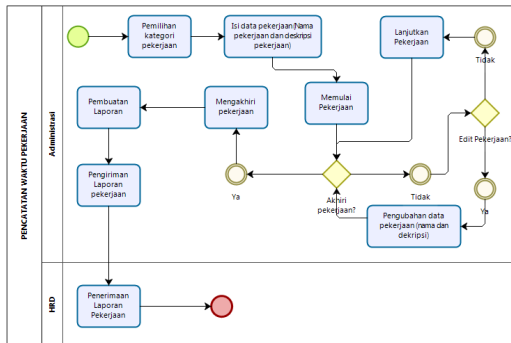 PENCATATAN WAKTU PEKERJAAN
Administrasi
Pemilihan
kategori
pekerjaan
Isi data pekerjaan(Nama
pekerjaan dan deskripsi
pekerjaan)
Lanjutkan
Pekerjaan
Tidak
Pembuatan
Laporan
Mengakhiri
pekerjaan
Memulai
Pekerjaan
Edit Pekerjaan?
Pengiriman
Laporan
pekerjaan
Ya
Akhiri
pekerjaan?
Tidak
Ya
Pengubahan data
pekerjaan (nama dan
dekripsi)
HRD
Penerimaan
Laporan
Pekerjaan